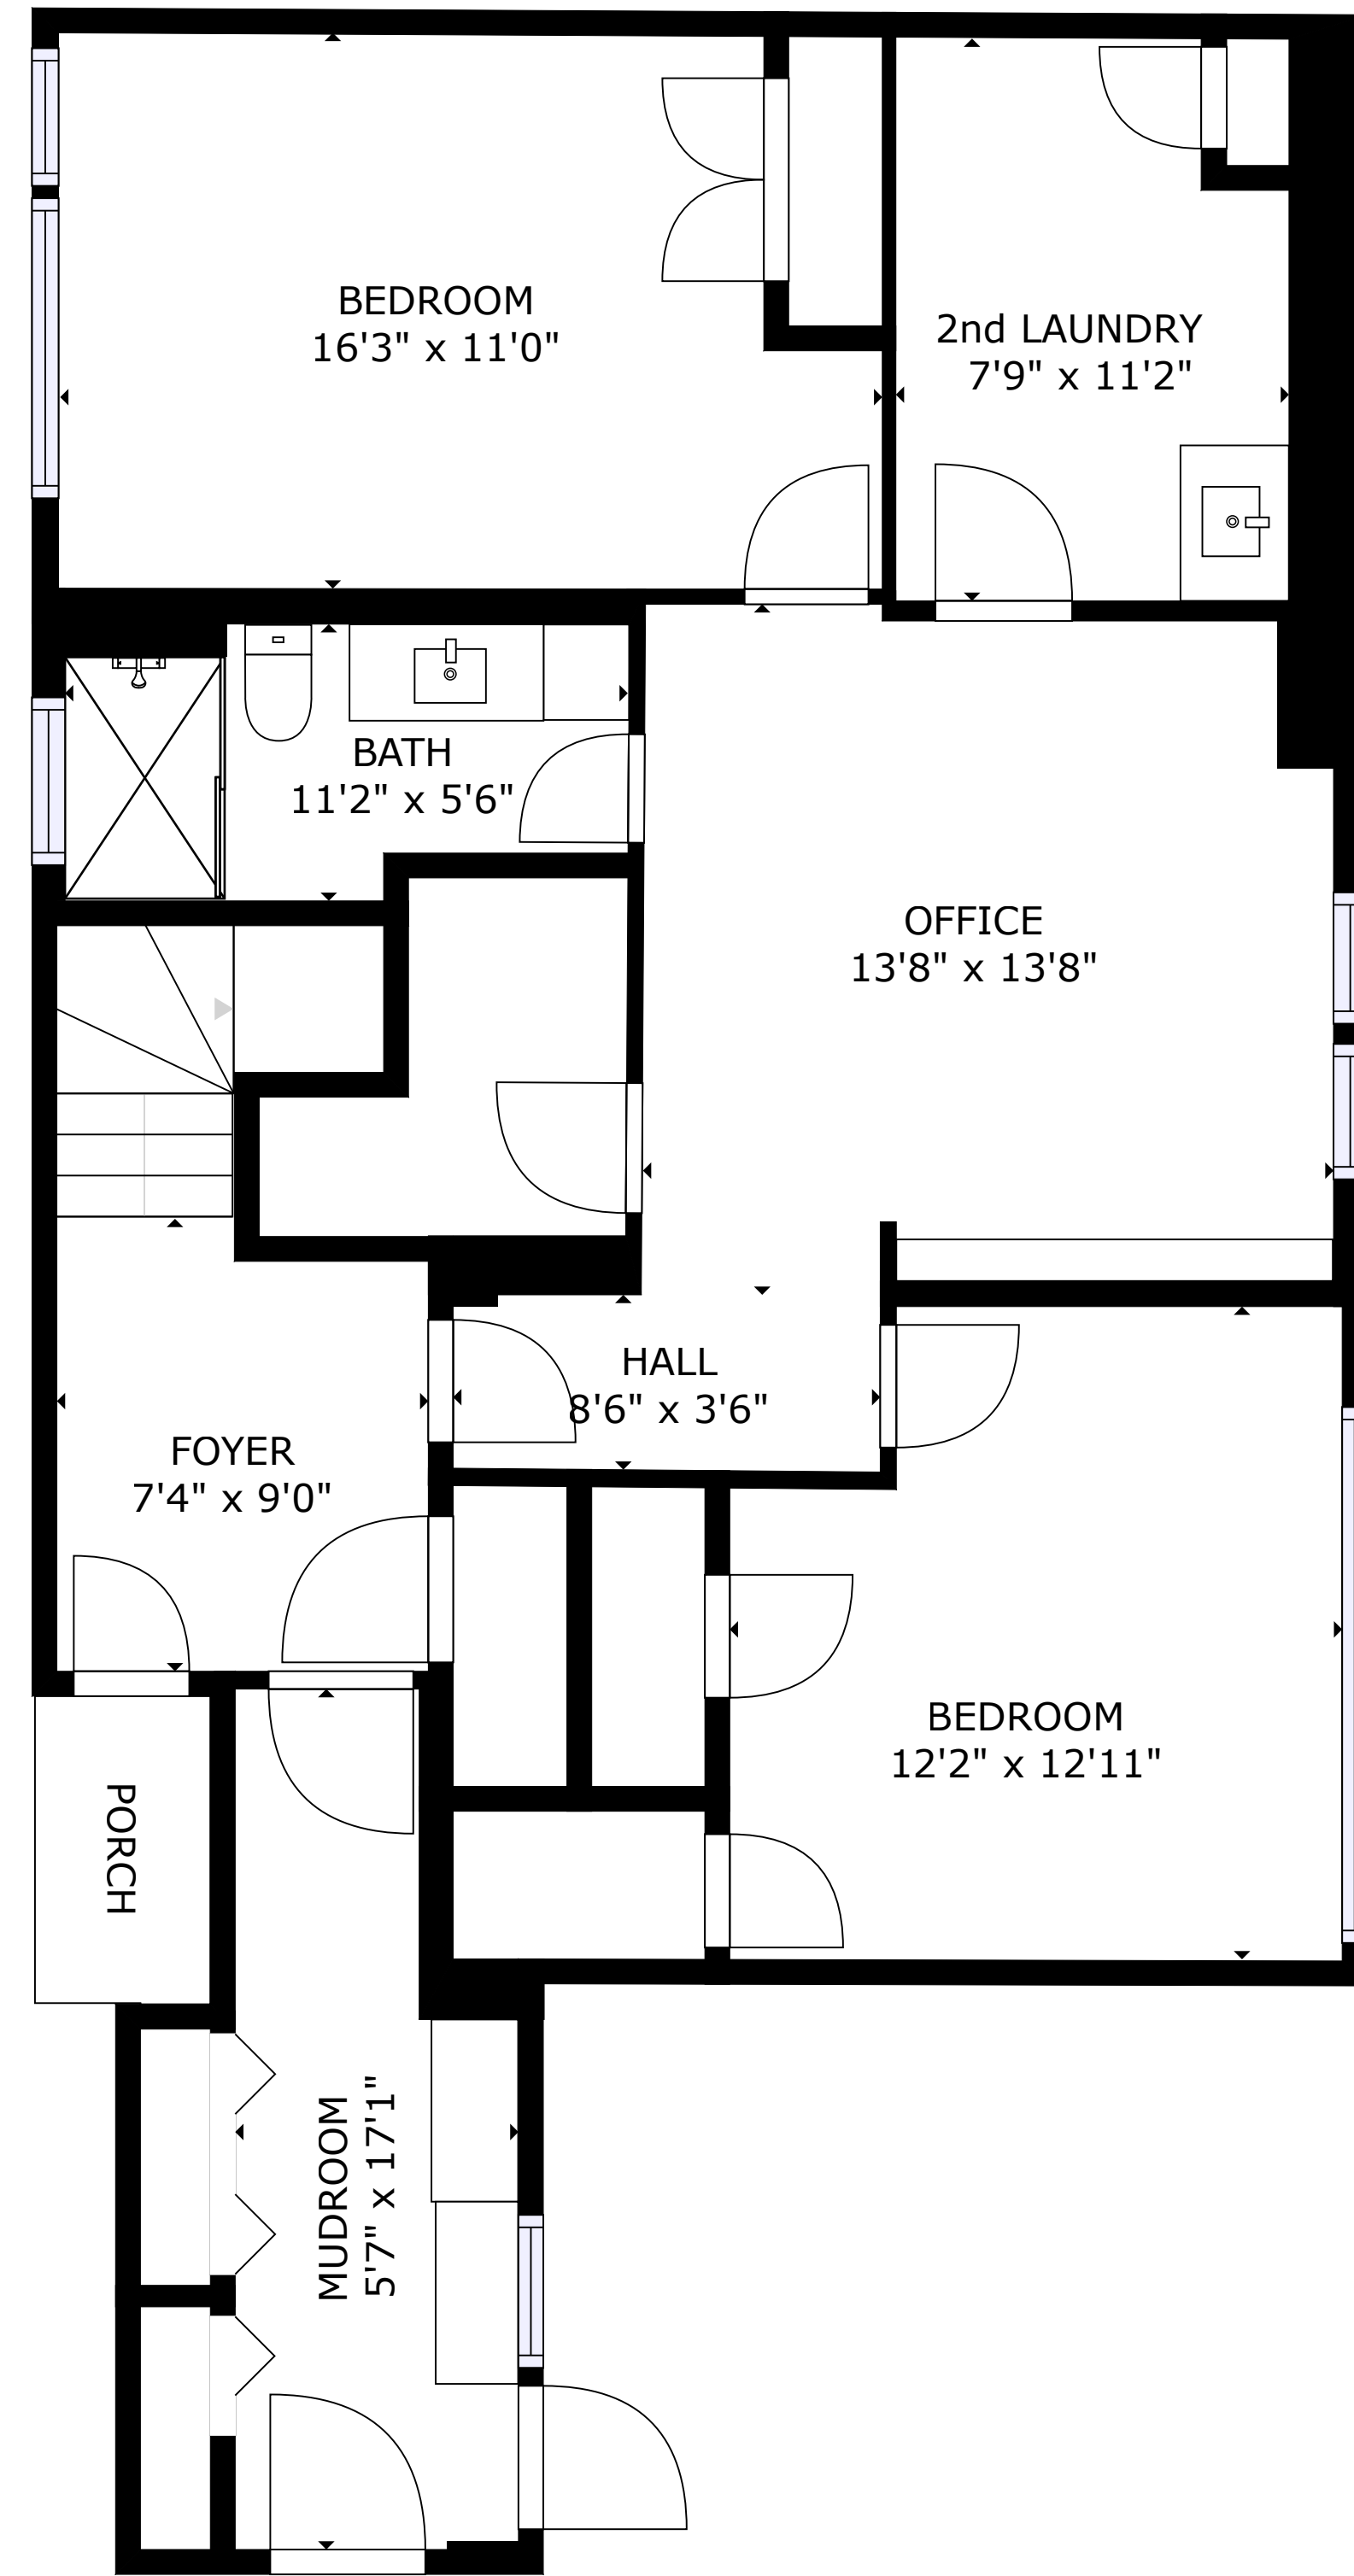 BEDROOM
16'3" x 11'0"
2nd LAUNDRY
7'9" x 11'2"
BATH
11'2" x 5'6"
OFFICE
13'8" x 13'8"
HALL
8'6" x 3'6"
FOYER
7'4" x 9'0"
BEDROOM
12'2" x 12'11"
PORCH
MUDROOM
5'7" x 17'1"